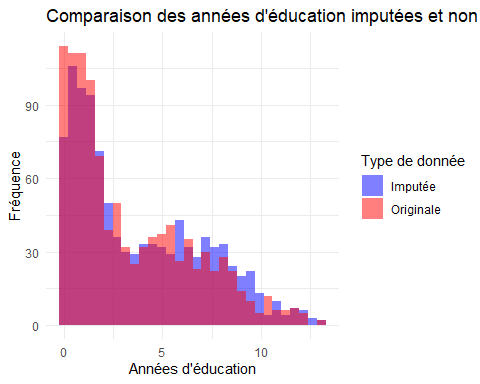 Comparaison des années d'éducation imputées et non
Fréquence
90
60
30
0
0
5
10
Années d'éducation
Type de donnée
Imputée
Originale